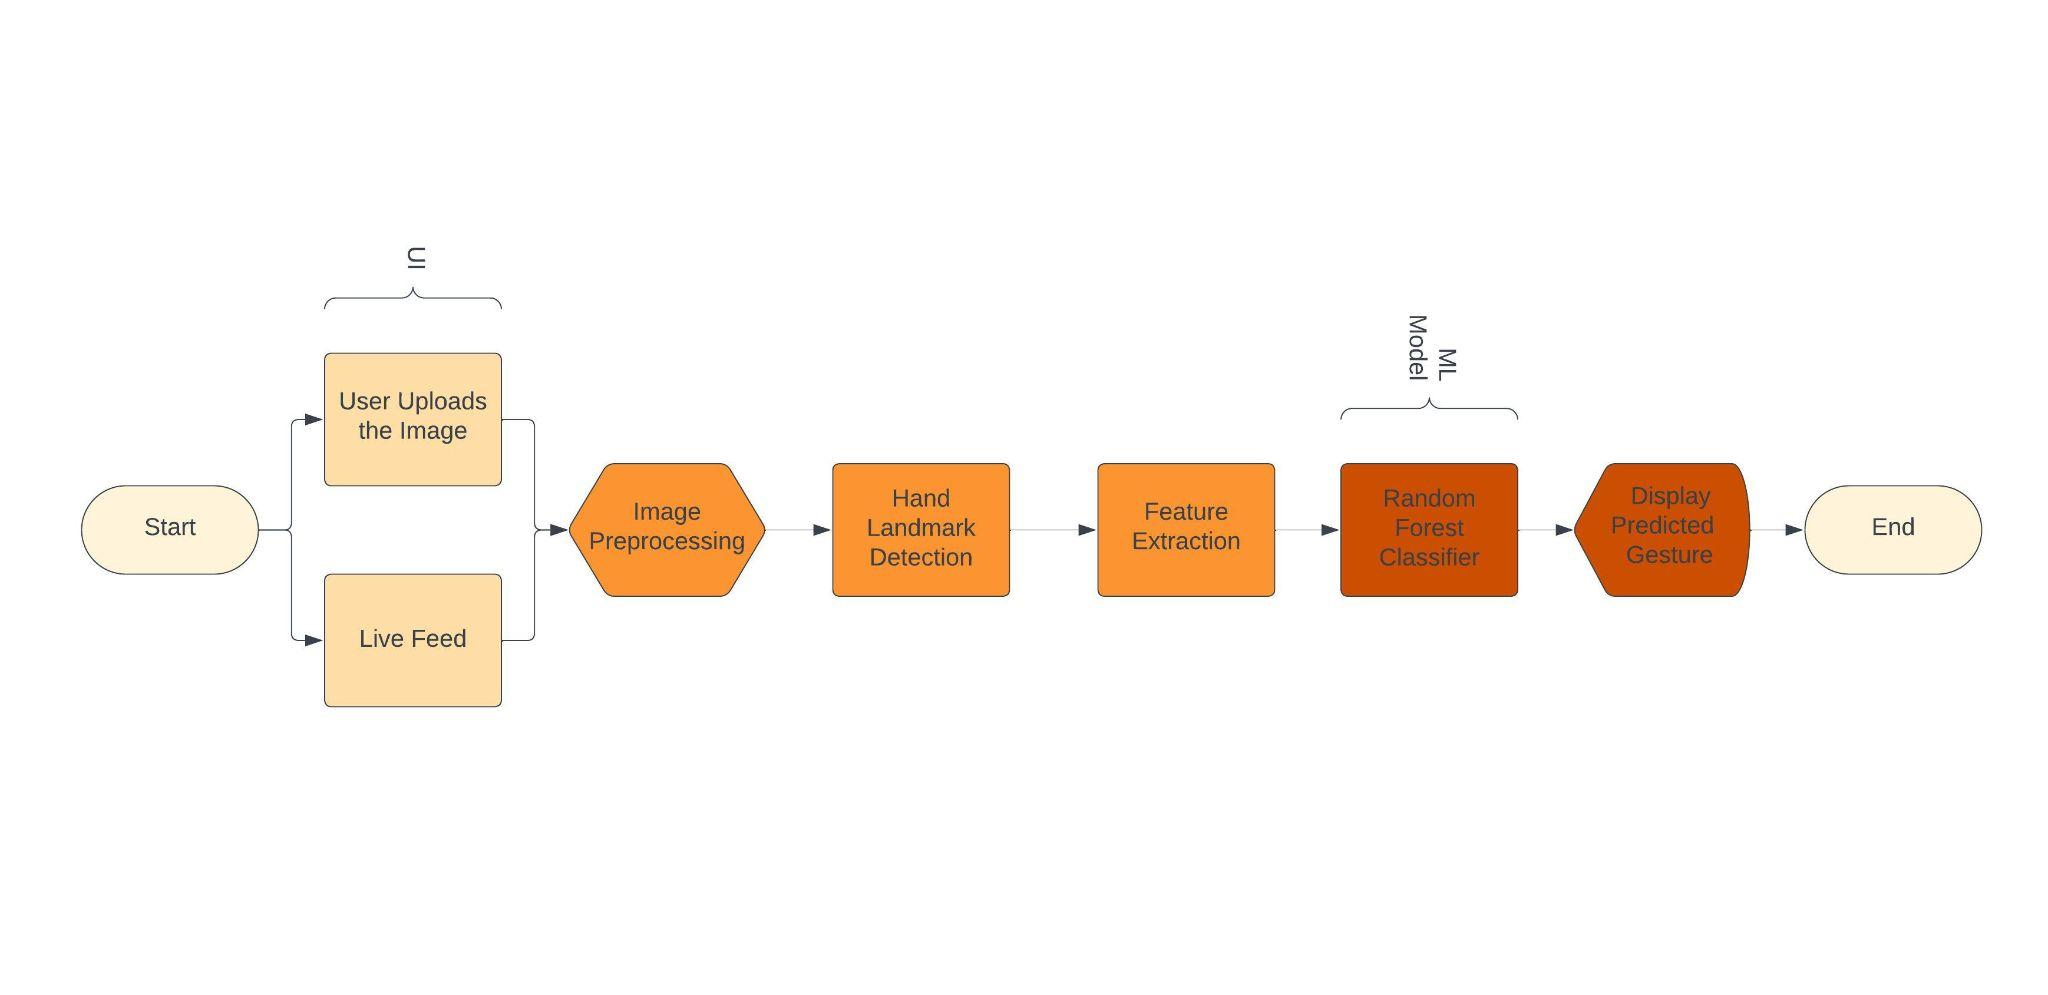 UI
User Uploads
the Image
Start
Live Feed
Image
Preprocessing
Hand
Landmark
Detection
Feature
Extraction
ML
Model
Random
Forest
Classifier
Display
Predicted
Gesture
End